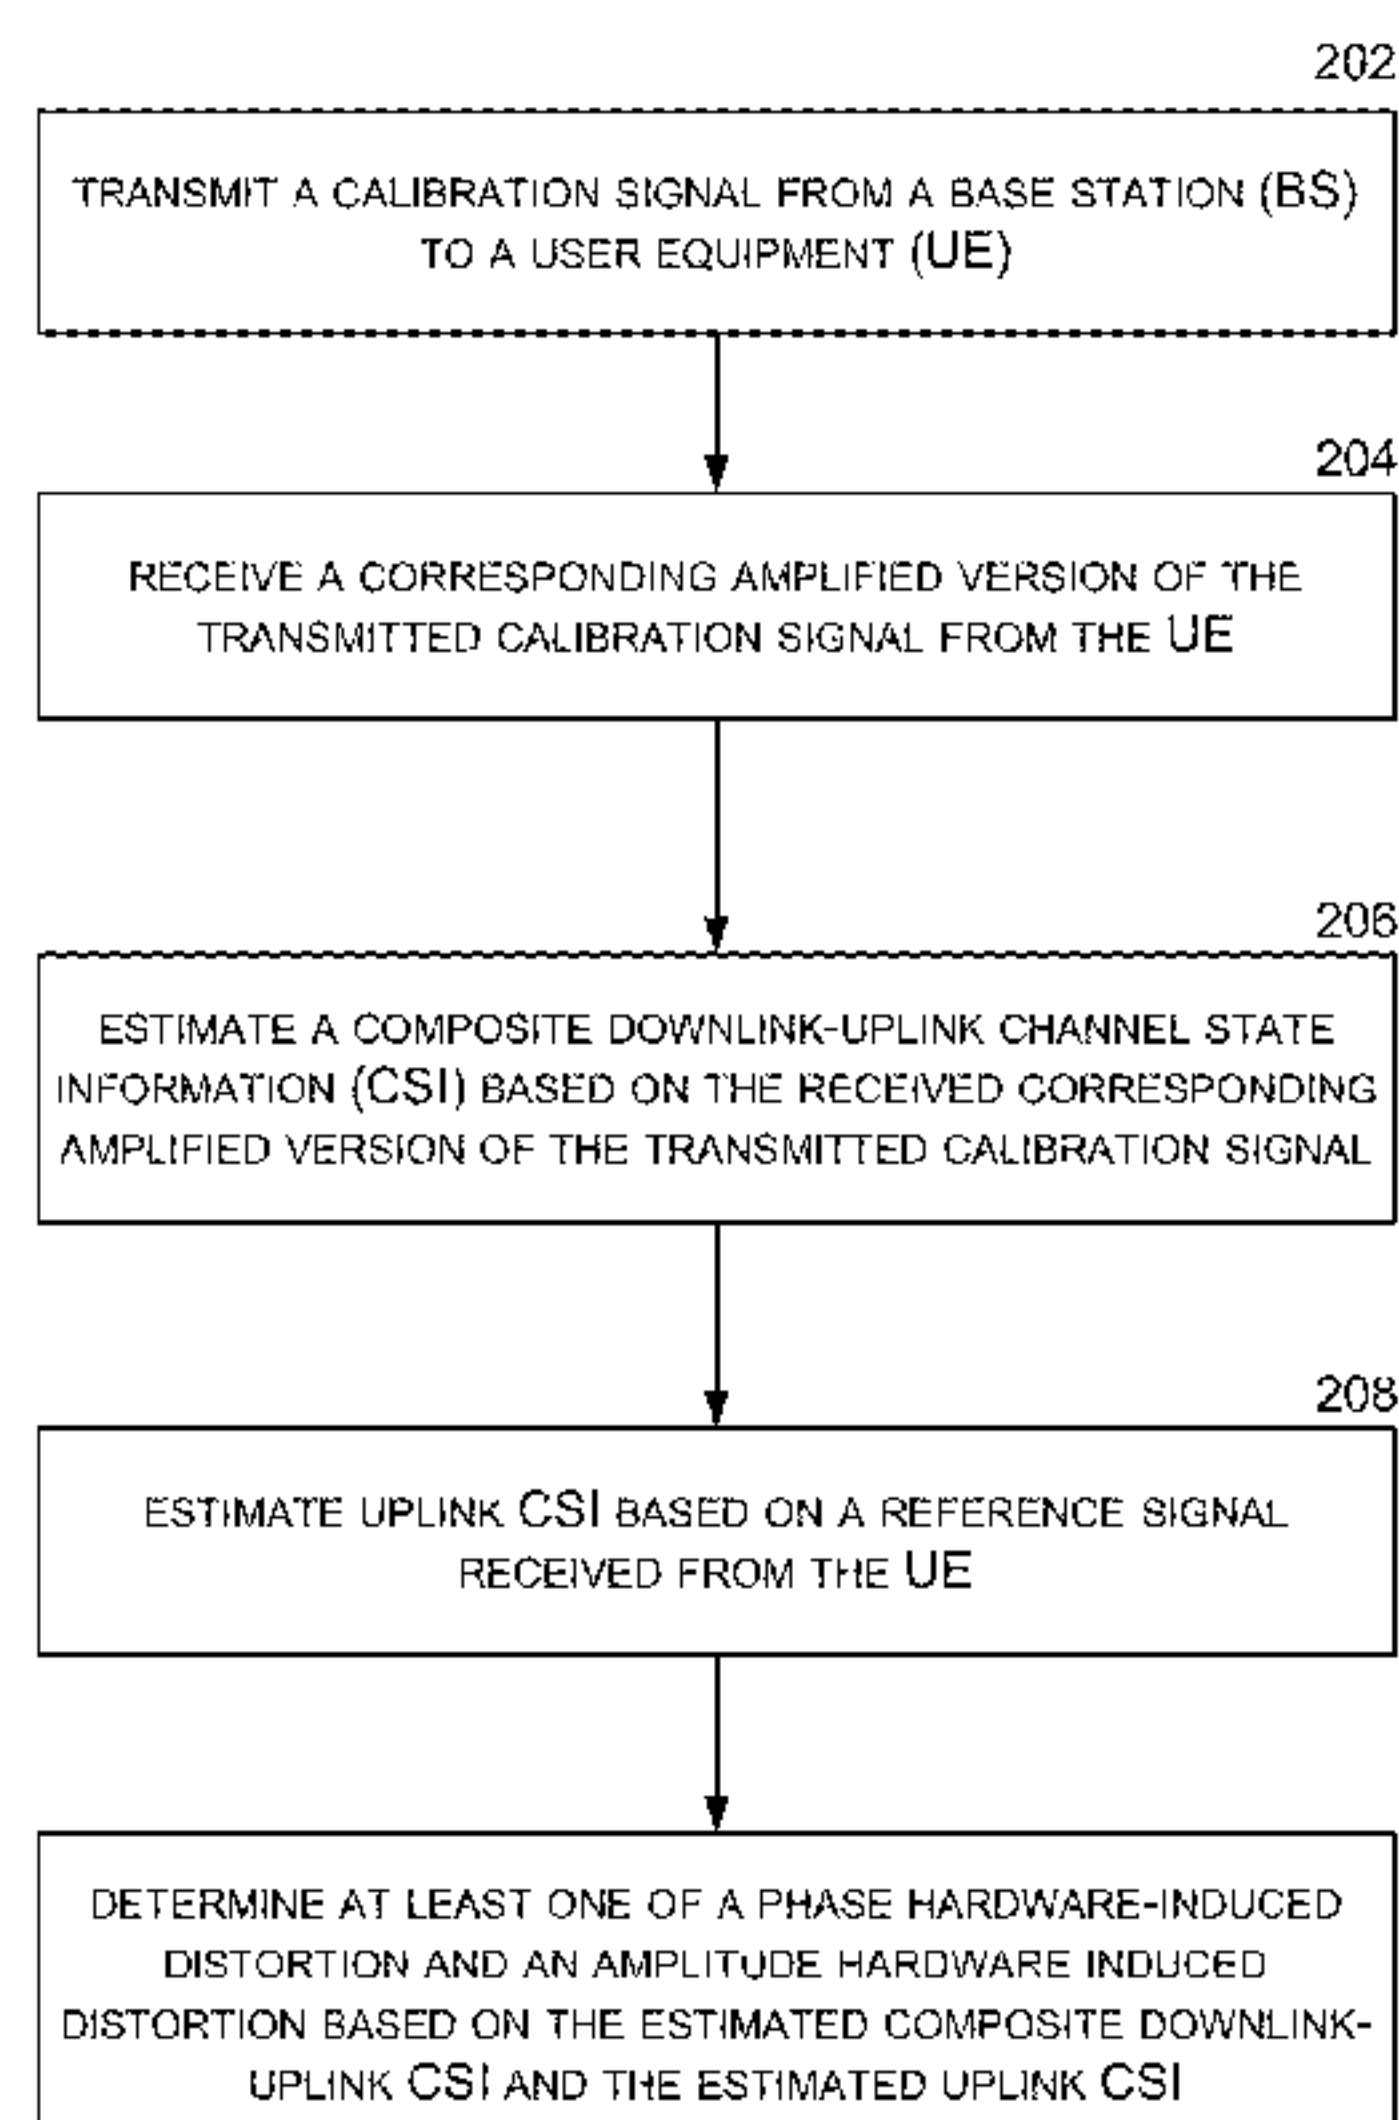 202
TRANSMIT A CALIBRATION SIGNAL FROM A BASE STATION (BS)
TO A USER EQUIPMENT (UE)
204
RECEIVE A CORRESPONDING AMPLIFIED VERSION OF THE
TRANSMITTED CALIBRATION SIGNAL FROM THE UE
206
ESTIMATE A COMPOSITE DOWNLINK-UPLINK CHANNEL STATE
INFORMATION (CSI) BASED ON THE RECEIVED CORRESPONDING
AMPLIFIED VERSION OF THE TRANSMITTED CALIBRATION SIGNAL
208
ESTIMATE UPLINK CSI BASED ON A REFERENCE SIGNAL
RECEIVED FROM THE UE
DETERMINE AT LEAST ONE OF A PHASE HARDWARE-INDUCED
DISTORTION AND AN AMPLITUDE HARDWARE INDUCED
DISTORTION BASED ON THE ESTIMATED COMPOSITE DOWNLINK-
UPLINK CSI AND THE ESTIMATED UPLINK CSI